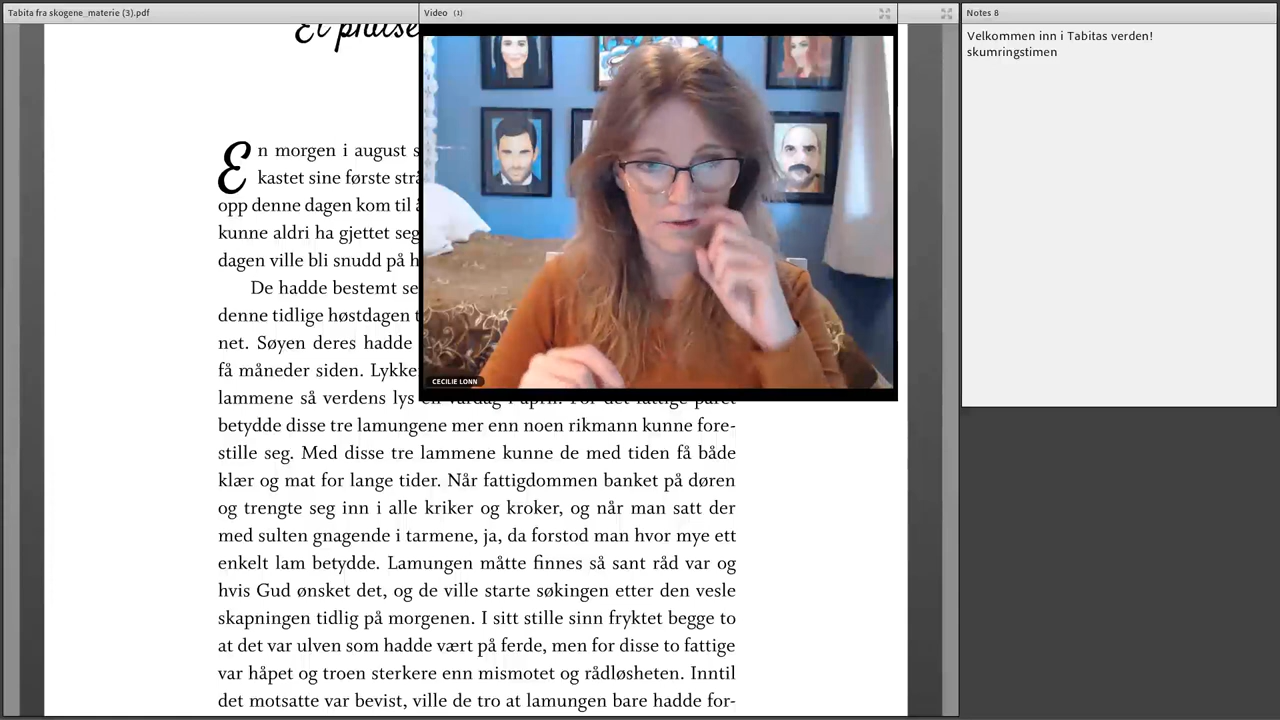 Tabita fra skogene_materie (3).pdf
Video (1)
Notes 8
Velkommen inn i Tabitas verden!
skumringstimen
Et
En morgen i august
kastet sine første
opp denne dagen kom til
kunne aldri ha gjettet seg
dagen ville bli snudd på
De hadde bestemt
denne tidlige høstdagen
net. Søyen deres hadde
få måneder siden.
lammene så verdens lys en vardag i april. For det fattige paret
betydde disse tre lamungene mer enn noen rikmann kunne fore-
stille seg. Med disse tre lammene kunne de med tiden få både
klær og mat for lange tider. Når fattigdommen banket på døren
og trengte seg inn i alle kriker og kroker, og når man satt der
med sulten gnagende i tarmene, ja, da forstod man hvor mye ett
enkelt lam betydde. Lamungen måtte finnes så sant råd var og
hvis Gud ønsket det, og de ville starte søkingen etter den vesle
skapningen tidlig på morgenen. I sitt stille sinn fryktet begge to
at det var ulven som hadde vært på ferde, men for disse to fattige
var håpet og troen sterkere enn mismotet og rådløsheten. Inntil
det motsatte var bevist, ville de tro at lamungen bare hadde for-
CECILIE LONN